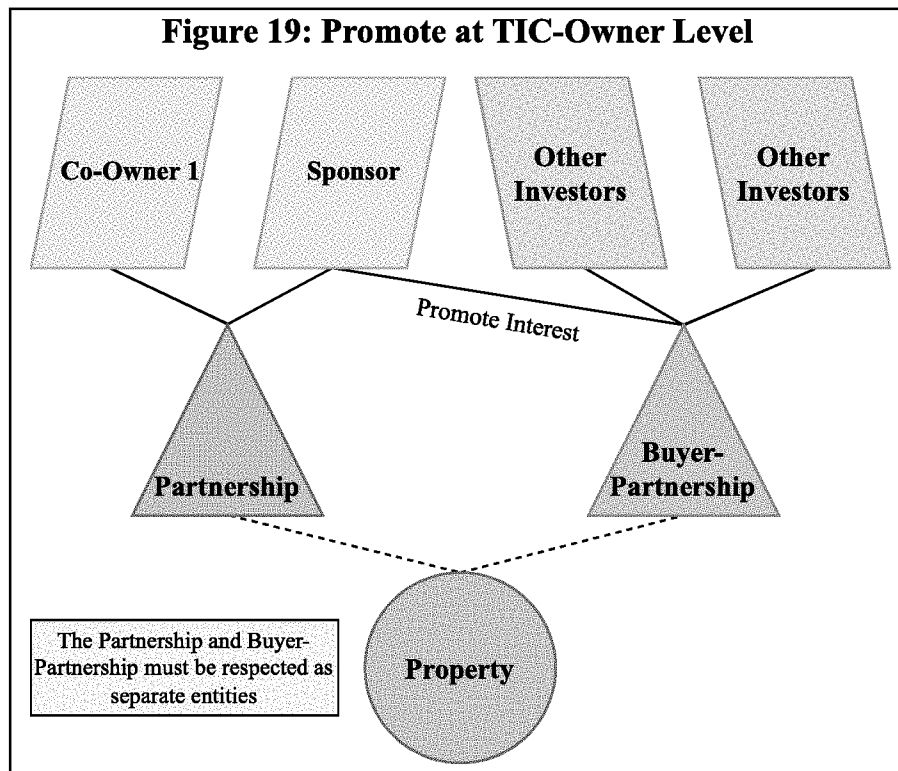 Figure 19: Promote at TIC-Owner Level
Co-Owner 1
Sponsor
Other
Investors
Other
Investors
Promote Interest
Partnership
Buyer-
Partnership
Property
The Partnership and Buyer-
Partnership must be respected as
separate entities